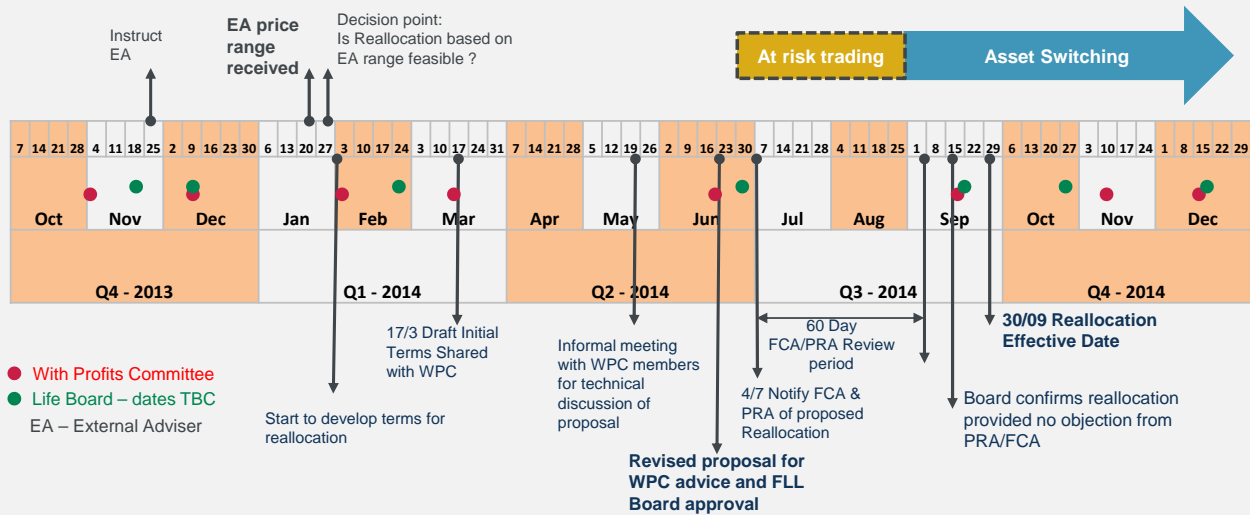 Instruct
EA
EA price
range
received
Decision point:
Is Reallocation based on
EA range feasible ?
At risk trading
Asset Switching
7 14 21 28 4 11 18 25 2 9 16 23 30 6 13 20 27 3 10 17 24 3 10 17 24 31 7 14 21 28 5 12 19 26 2 9 16 23 30 7 14 21 28 4 11 18 25 1 8 15 22 29 6 13 20 27 3 10 17 24 1 8 15 22 29
Oct Nov Dec Jan Feb Mar Apr May Jun Jul Aug Sep Oct Nov Dec
Q4 - 2013 Q1 - 2014 Q2 - 2014 Q3 - 2014 Q4 - 2014
17/3 Draft Initial
Terms Shared
with WPC
Start to develop terms for
reallocation
Informal meeting
with WPC members
for technical
discussion of
proposal
Revised proposal for
WPC advice and FLL
Board approval
60 Day
FCA/PRA Review
period
4/7 Notify FCA &
PRA of proposed
Reallocation
30/09 Reallocation
Effective Date
Board confirms reallocation
provided no objection from
PRA/FCA
With Profits Committee
Life Board – dates TBC
EA – External Adviser